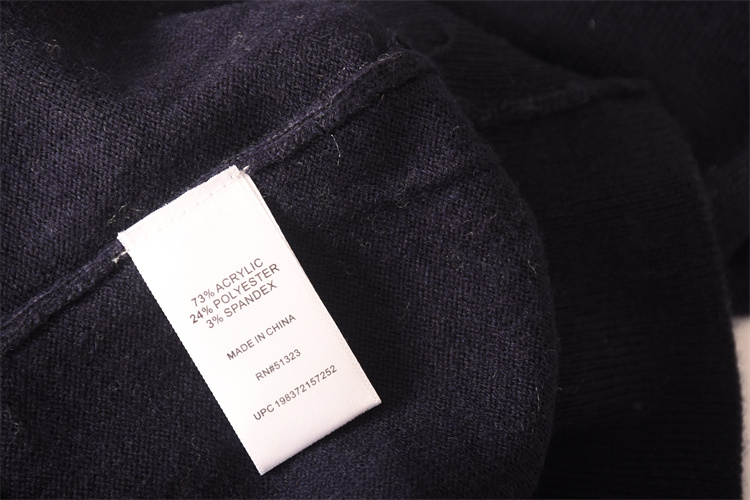 73% ACRYLIC
24% POLYESTER
3% SPANDEX
MADE IN CHINA
RN#51323
UPC 198372157252